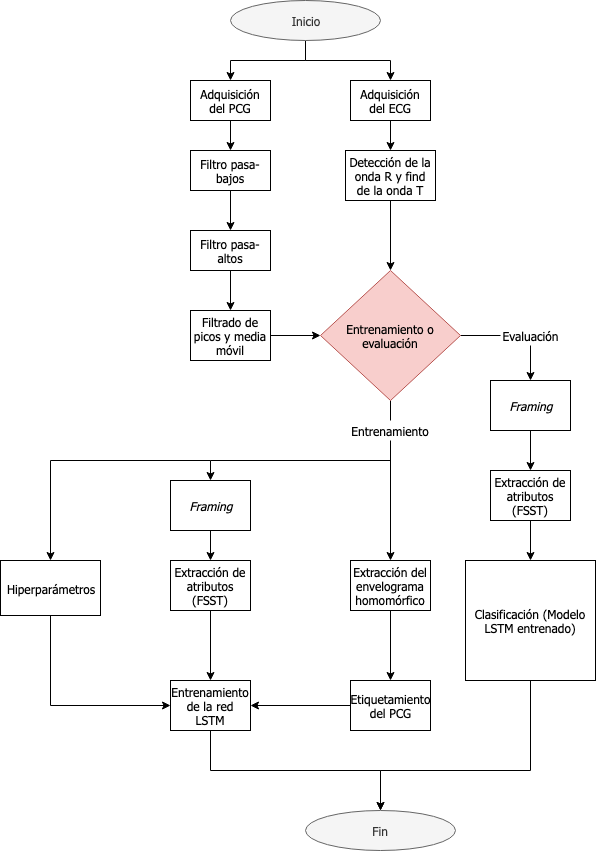 Inicio
Adquisición
del PCG
Adquisición
del ECG
Filtro pasa-
bajos
Detección de la
onda R y find
de la onda T
Filtro pasa-
altos
Filtrado de
picos y media
móvil
Entrenamiento o
evaluación
Evaluación
Framing
Entrenamiento
Extracción de
atributos
(FSST)
Framing
Hiperparámetros
Extracción de
atributos
(FSST)
Extracción del
envelograma
homomórfico
Clasificación (Modelo
LSTM entrenado)
Entrenamiento
de la red
LSTM
Etiquetamiento
del PCG
Fin